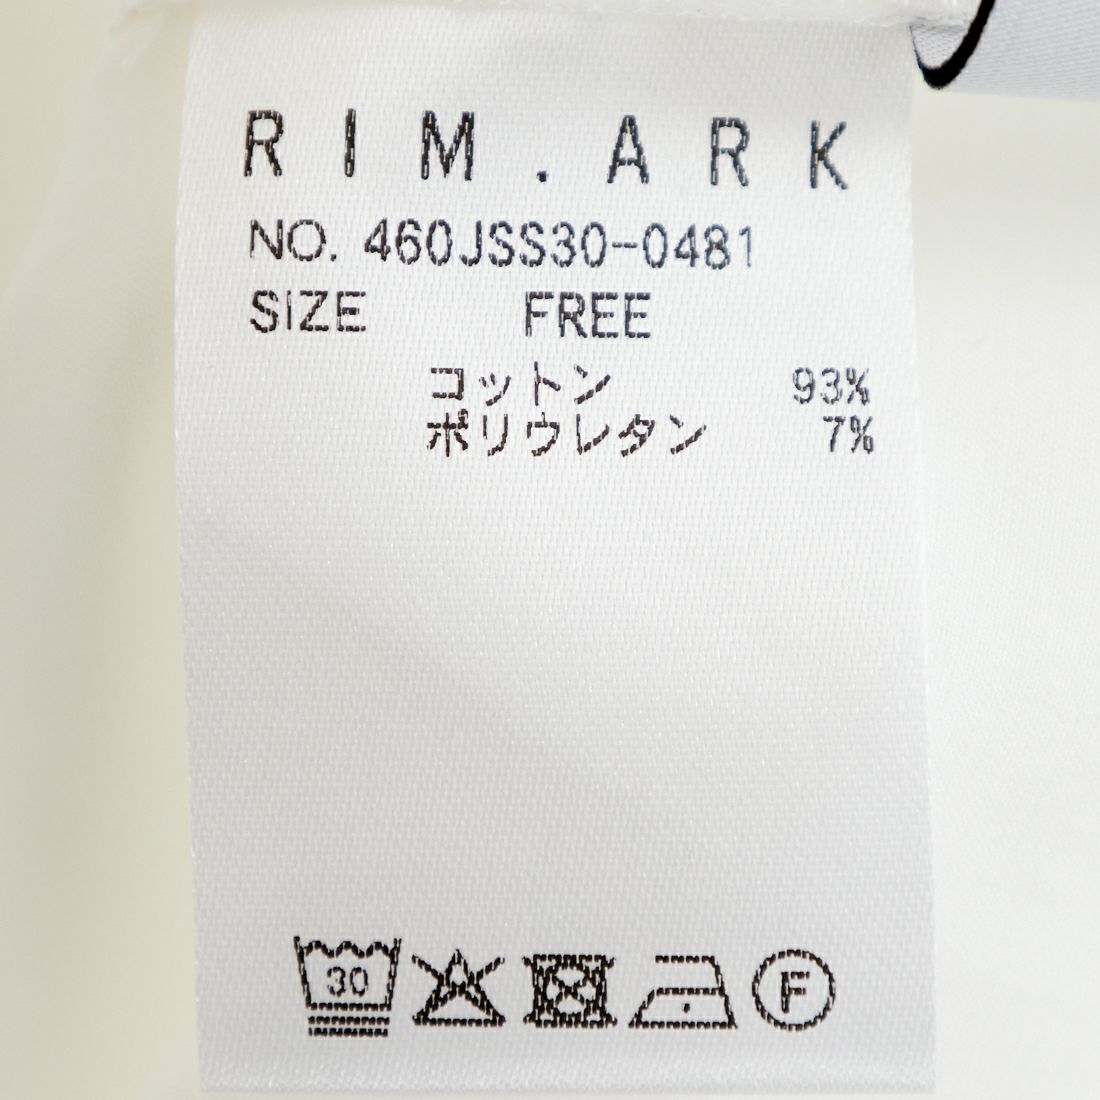 RIM.ARK
NO. 460JSS30-0481
SIZE FREE
コットン 93%
ポリウレタン 7%
30 F